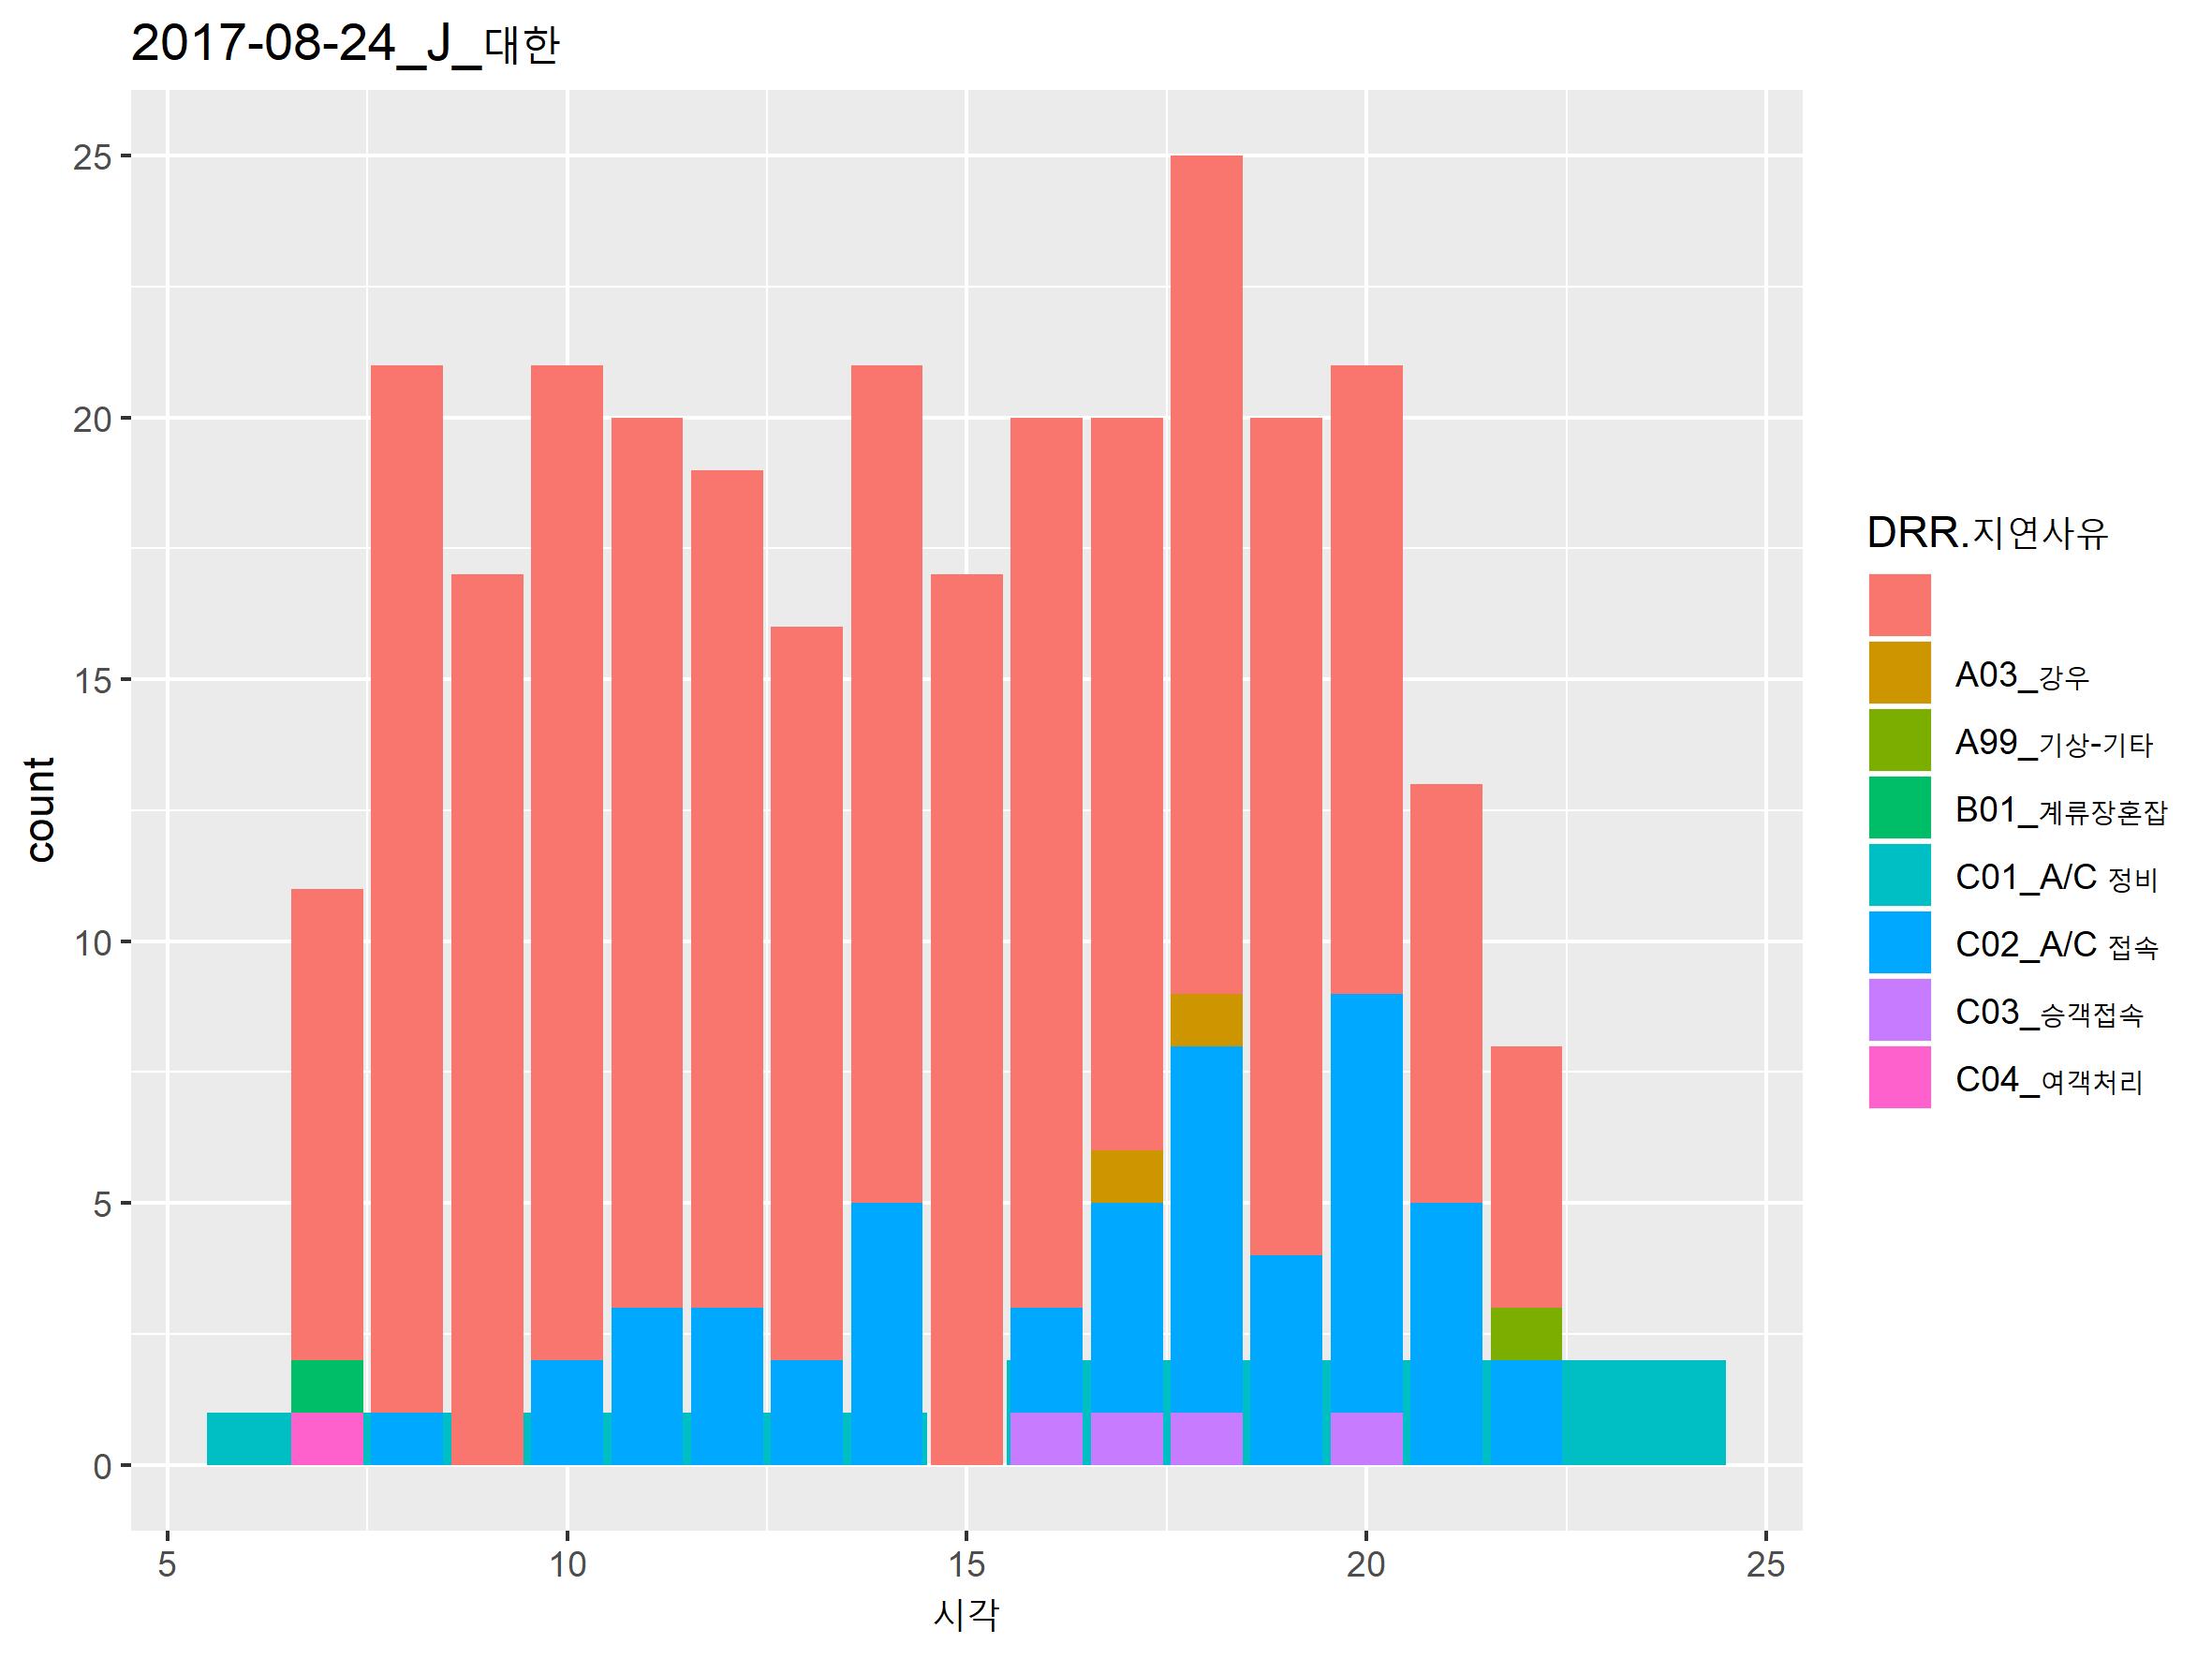 2017-08-24_J_대한
25
20
15
10
5
0
count
5 10 15 20 25
시각
DRR.지연사유
A03_강우
A99_기상-기타
B01_계류장혼잡
C01_A/C 정비
C02_A/C 접속
C03_승객접속
C04_여객처리